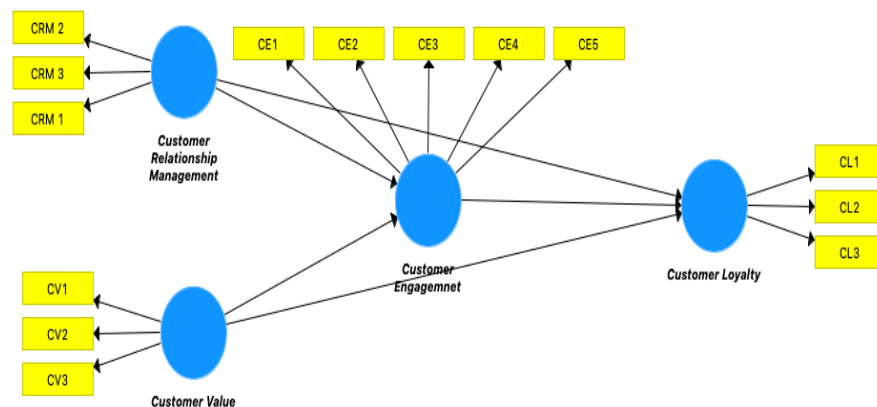 CRM 2
CRM 3
CRM 1
Customer
Relationship
Management
CE1
CE2
CE3
CE4
CE5
Customer
Engagemnet
CL1
CL2
CL3
Customer Loyalty
CV1
CV2
CV3
Customer Value